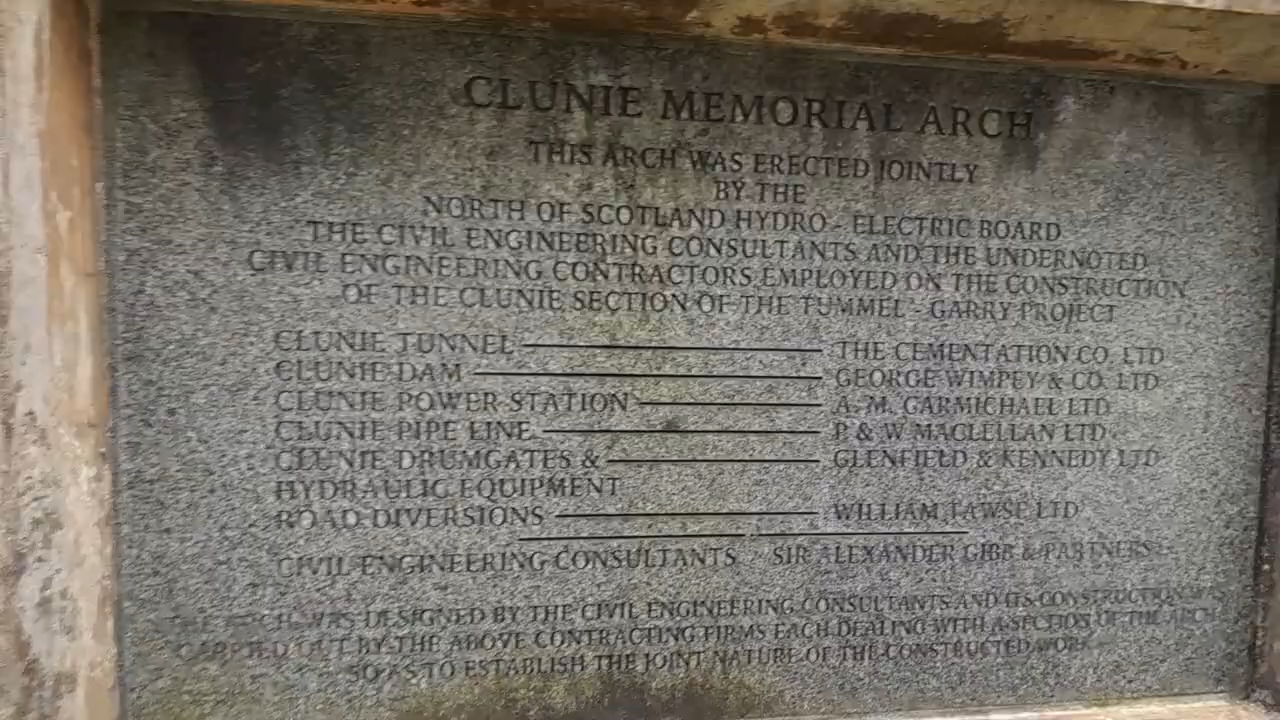 CLUNIE MEMORIAL ARCH
THIS ARCH WAS ERECTED JOINTLY
BY THE
NORTH OF SCOTLAND HYDRO - ELECTRIC BOARD
THE CIVIL ENGINEERING CONSULTANTS AND THE UNDERNOTED
CIVIL ENGINEERING CONTRACTORS EMPLOYED ON THE CONSTRUCTION
OF THE CLUNIE SECTION OF THE TUMMEL - GARRY PROJECT
CLUNIE TUNNEL THE CEMENTATION CO. LTD
CLUNIE DAM GEORGE WIMPEY & CO. LTD
CLUNIE POWER STATION A. M. CARMICHAEL LTD
CLUNIE PIPE LINE P & W MACLELLAN LTD
CLUNIE DRUMGATES & GLENFIELD & KENNEDY LTD
HYDRAULIC EQUIPMENT
ROAD DIVERSIONS WILLIAM TAWSE LTD
CIVIL ENGINEERING CONSULTANTS SIR ALEXANDER GIBB & PARTNERS
THE ARCH WAS DESIGNED BY THE CIVIL ENGINEERING CONSULTANTS AND ITS CONSTRUCTION WAS
CARRIED OUT BY THE ABOVE CONTRACTING FIRMS EACH DEALING WITH A SECTION OF THE ARCH
SO AS TO ESTABLISH THE JOINT NATURE OF THE CONSTRUCTED WORK